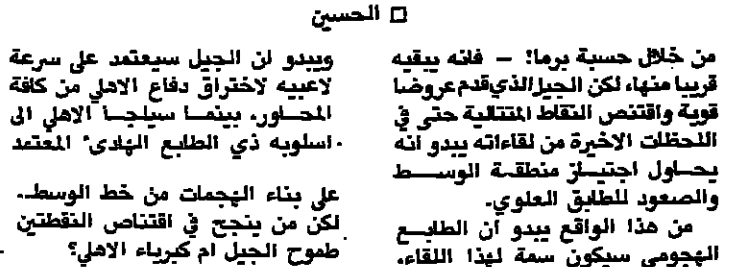 □ الحسين
من خلال حسبة برما! – فانه يبقيه
قريبا منها، لكن الجيل الذي قدم عروضا
قوية واقتنص النقاط المتتالية حتى في
اللحظات الاخيرة من لقاءاته يبدو انه
يحاول اجتياز منطقة الوسط
والصعود للطابق العلوي.
من هذا الواقع يبدو أن الطابع
الهجومي سيكون سمة لهذا اللقاء،
ويبدو ان الجيل سيعتمد على سرعة
لاعبيه لاختراق دفاع الاهلي من كافة
المحاور، بينما سيلجأ الاهلي الى
اسلوبه ذي الطابع الهادىء المعتمد
على بناء الهجمات من خط الوسط.
لكن من ينجح في اقتناص النقطتين
طموح الجيل ام كبرياء الاهلي؟